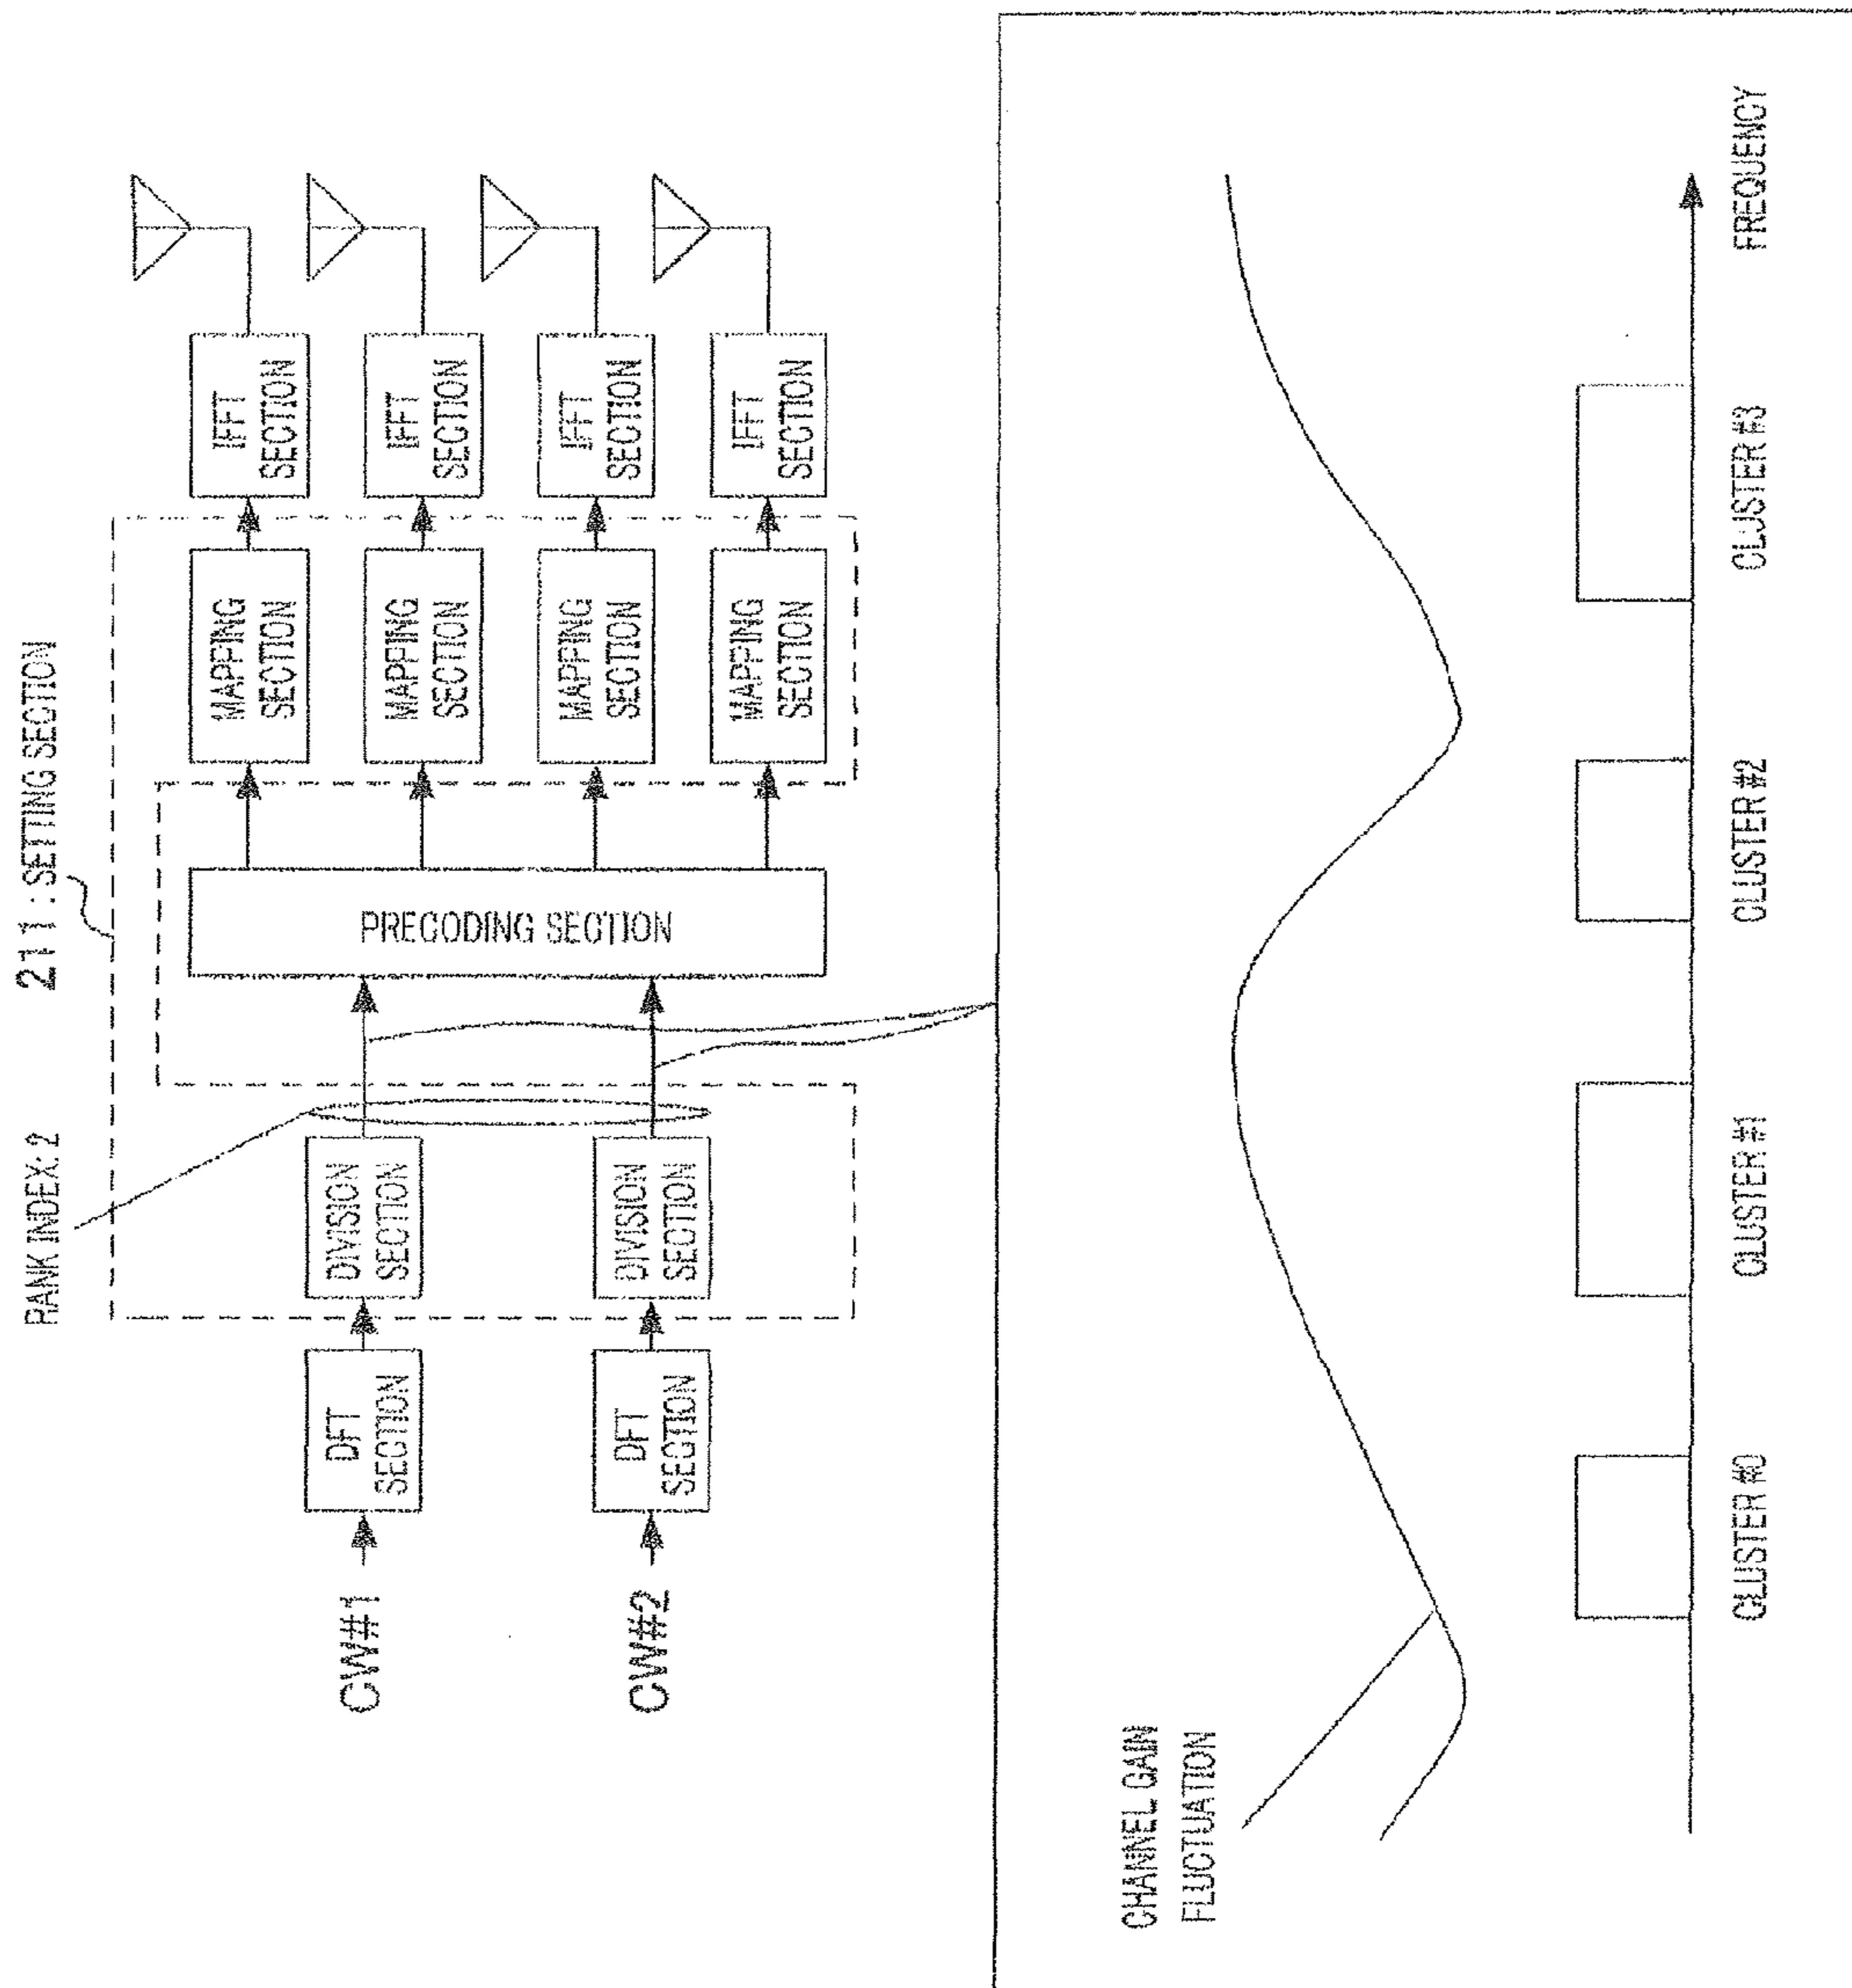 211 : SETTING SECTION
RANK INDEX: 2
CW#1
DFT
SECTION
DIVISION
SECTION
CW#2
DFT
SECTION
DIVISION
SECTION
PRECODING SECTION
MAPPING
SECTION
IFFT
SECTION
MAPPING
SECTION
IFFT
SECTION
MAPPING
SECTION
IFFT
SECTION
MAPPING
SECTION
IFFT
SECTION
CHANNEL GAIN
FLUCTUATION
CLUSTER #0
CLUSTER #1
CLUSTER #2
CLUSTER #3
FREQUENCY